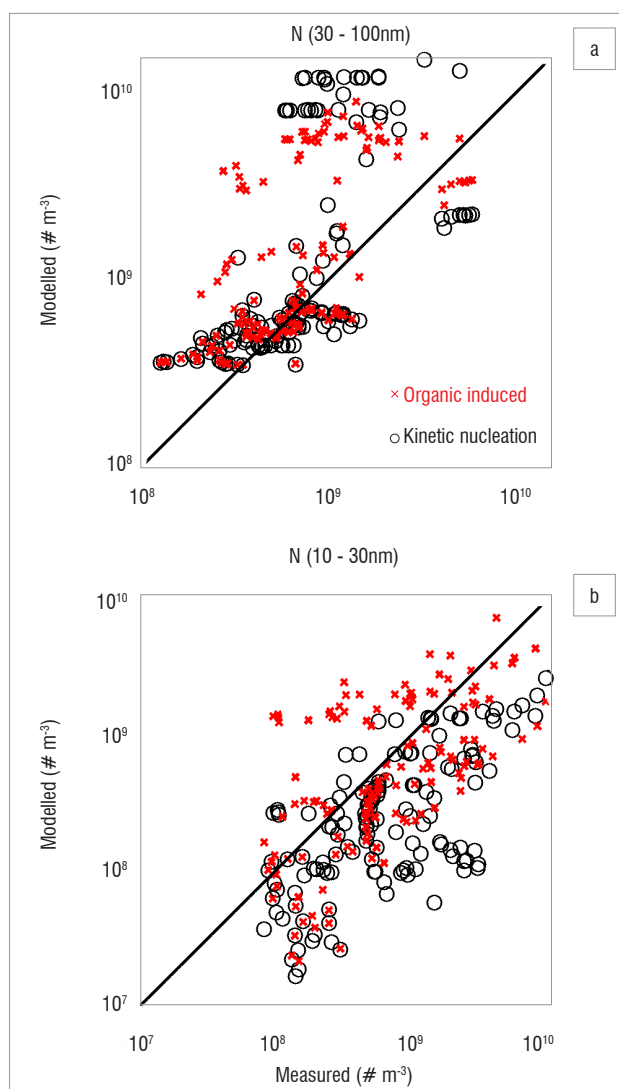 N (30 - 100nm)
a
10¹⁰
10⁹
10⁸
Modelled (# m⁻³)
× Organic induced
○ Kinetic nucleation
10⁸ 10⁹ 10¹⁰
N (10 - 30nm)
b
10¹⁰
10⁹
10⁸
10⁷
Modelled (# m⁻³)
10⁷ 10⁸ 10⁹ 10¹⁰
Measured (# m⁻³)